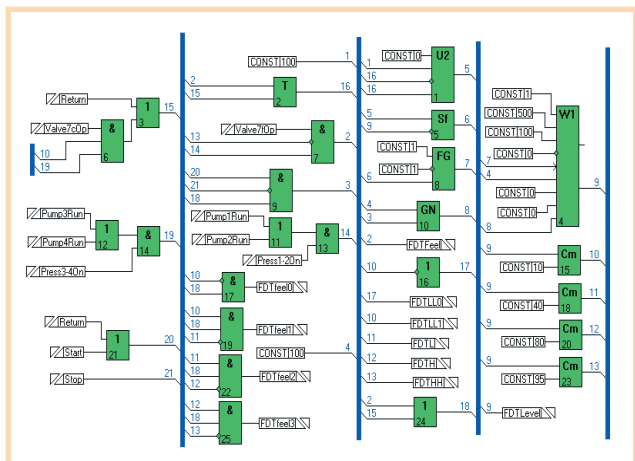 CONST|0
U2
1
CONST|100
1
1
5
16
16
CONST|1
2
T
2
16
15
CONST|500
W1
Return
1
3
15
CONST|100
5
Sf
5
6
9
Valve7cOp
&
6
Valve7fOp
&
7
2
13
14
CONST|0
CONST|1
FG
8
7
CONST|1
6
7
4
10
19
20
&
9
3
21
18
CONST|0
9
CONST|0
4
8
4
GN
10
8
3
Pump3Run
1
12
Pump4Run
&
14
19
Press3-4On
Pump1Run
1
11
Pump2Run
&
13
14
Press1-2On
2
FDTFeel
9
Cm
15
10
CONST|10
10
1
16
17
10
&
17
FDTfeel0
18
9
Cm
18
11
CONST|40
17
FDTLL0
10
FDTLL1
10
&
19
FDTfeel1
18
11
Return
1
21
20
Start
11
FDTL
9
Cm
20
12
CONST|80
CONST|100
4
12
FDTH
11
&
22
FDTfeel2
18
12
Stop
21
13
FDTHH
9
Cm
23
13
CONST|95
12
&
25
FDTfeel3
18
13
2
1
24
18
15
9
FDTLevel